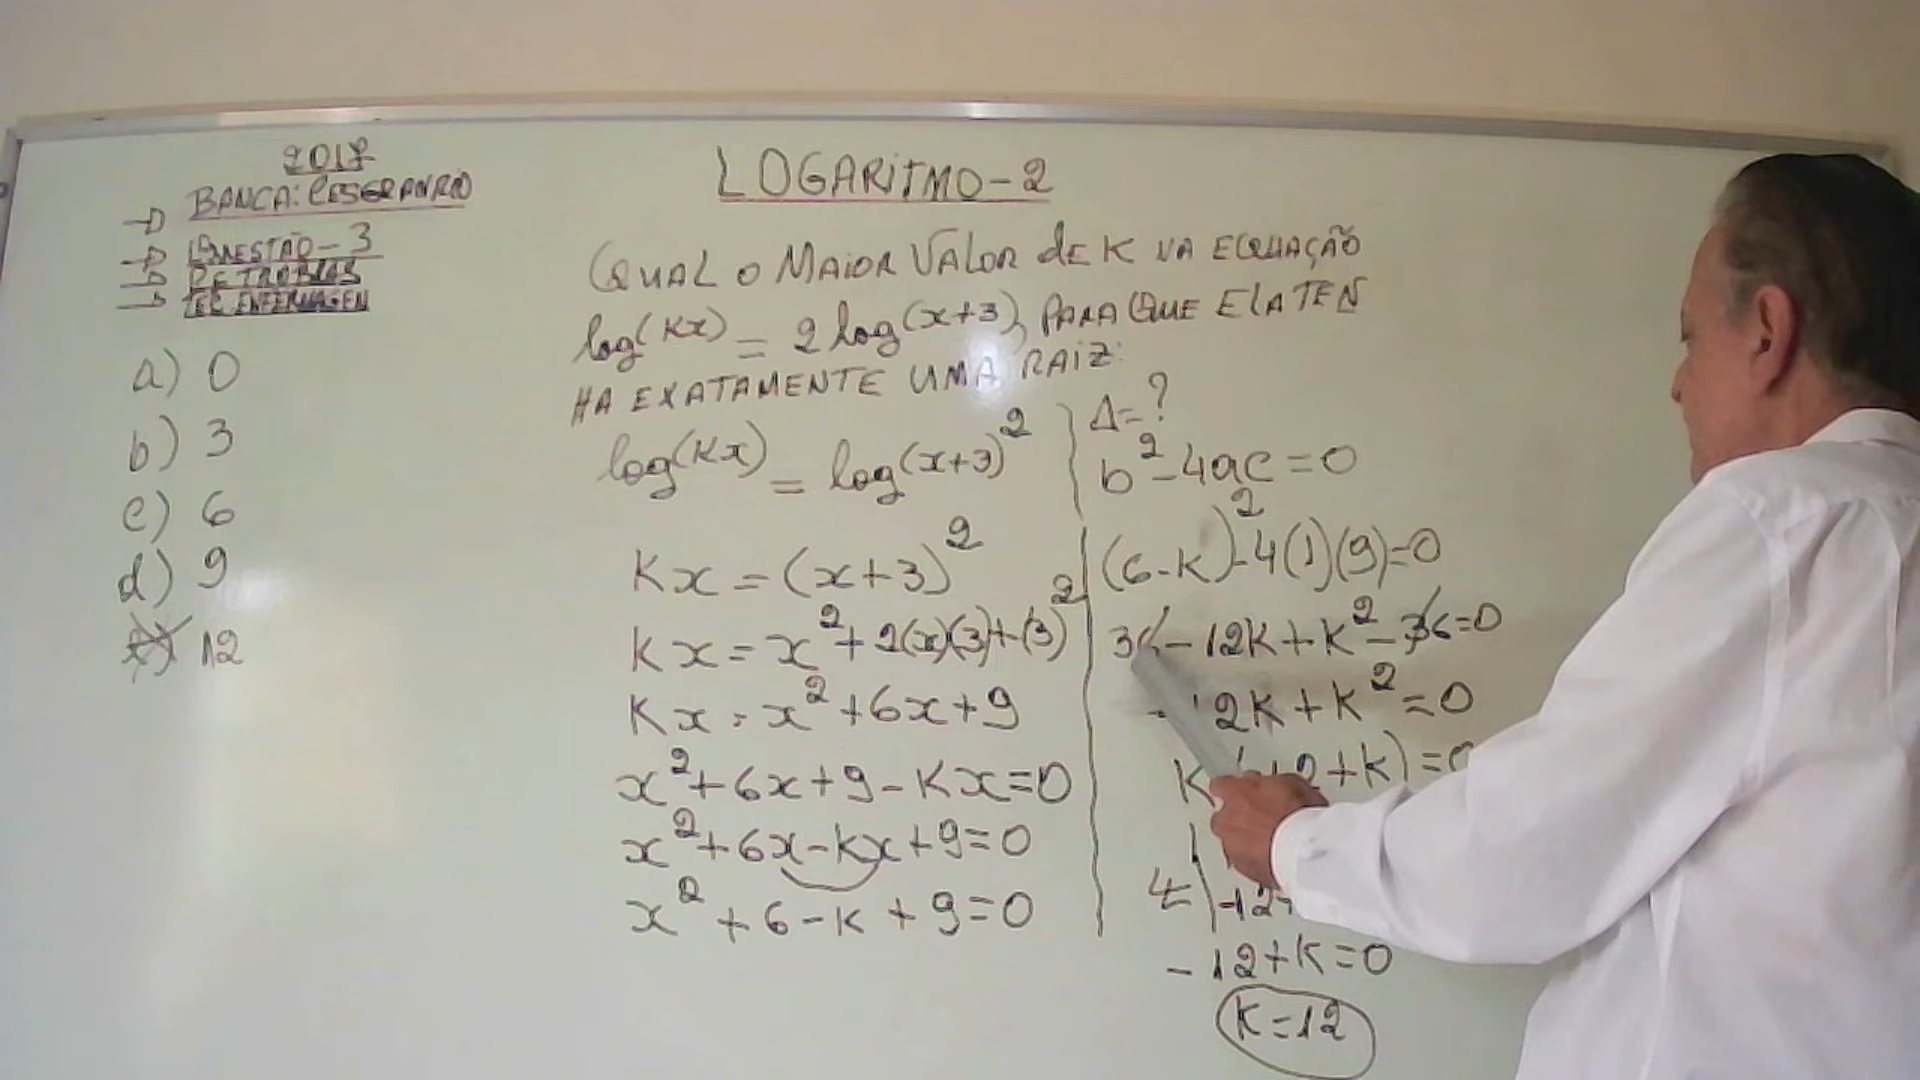 2017
BANCA: CESGRANRIO
QUESTÃO - 3
PETROBRAS
TEC. ENFERMAGEM
a) 0
b) 3
c) 6
d) 9
12
LOGARITMO - 2
QUAL O MAIOR VALOR de K NA EQUAÇÃO
log(kx) = 2 log(x+3), PARA QUE ELA TEN
HA EXATAMENTE UMA RAIZ:
log(kx) = log(x+3)²
Kx = (x+3)²
Kx = x² + 2(x)(3) + (3)²
Kx = x² + 6x + 9
x² + 6x + 9 - Kx = 0
x² + 6x - Kx + 9 = 0
x² + 6 - K + 9 = 0
Δ = ?
b² - 4ac = 0
(6-K)² - 4(1)(9) = 0
36 - 12K + K² - 36 = 0
2K + K² = 0
2 + K) =
-12+
-12 + K = 0
K = 12